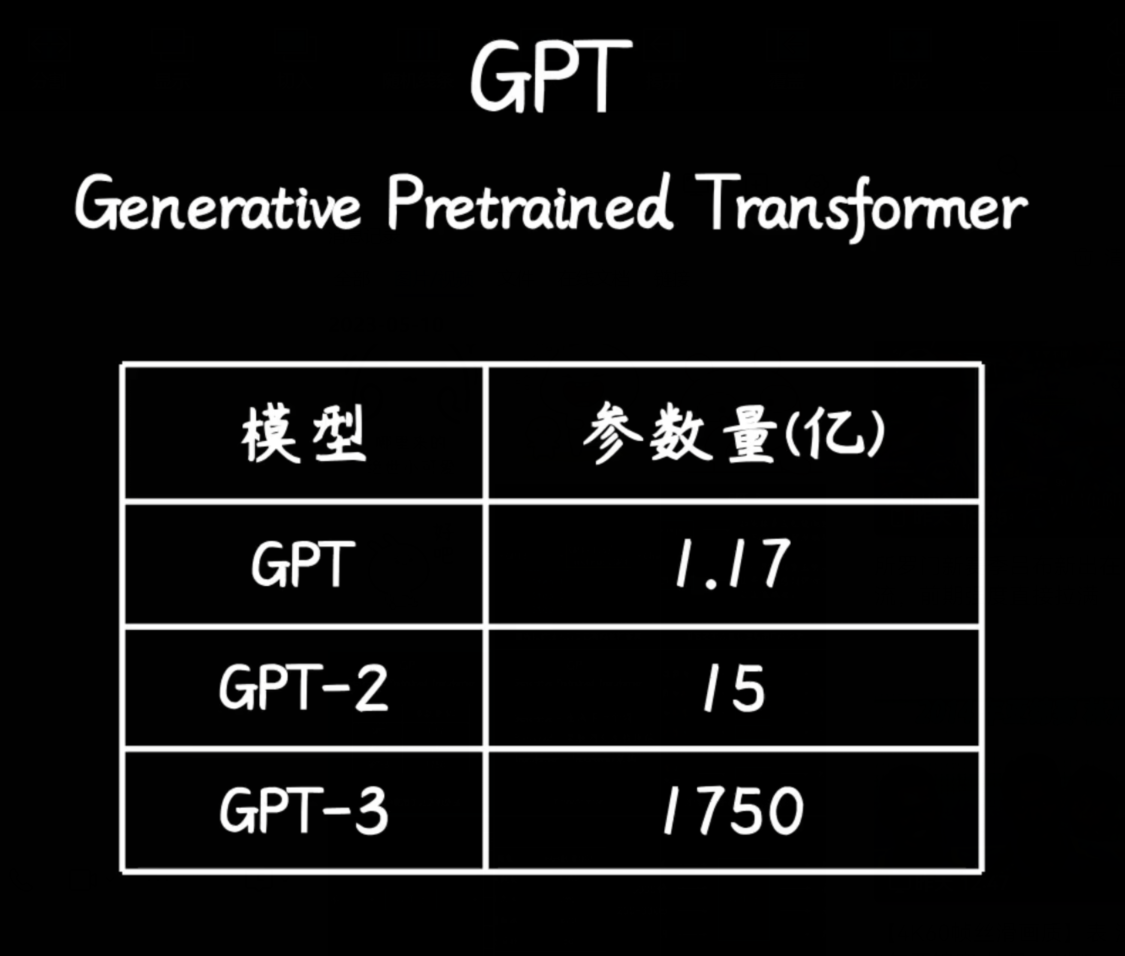 GPT
Generative Pretrained Transformer
模型 参数量(亿)
GPT 1.17
GPT-2 15
GPT-3 1750